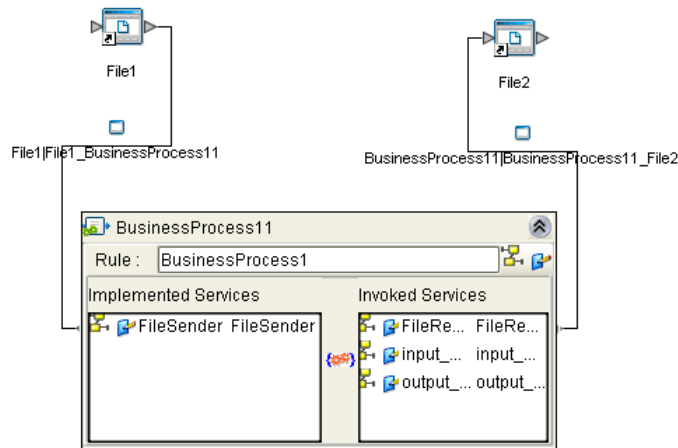 File1
File2
File1|File1_BusinessProcess11
BusinessProcess11|BusinessProcess11_File2
BusinessProcess11
Rule : BusinessProcess1
Implemented Services
Invoked Services
FileSender FileSender
FileRe... FileRe...
input_... input_...
output_... output_...